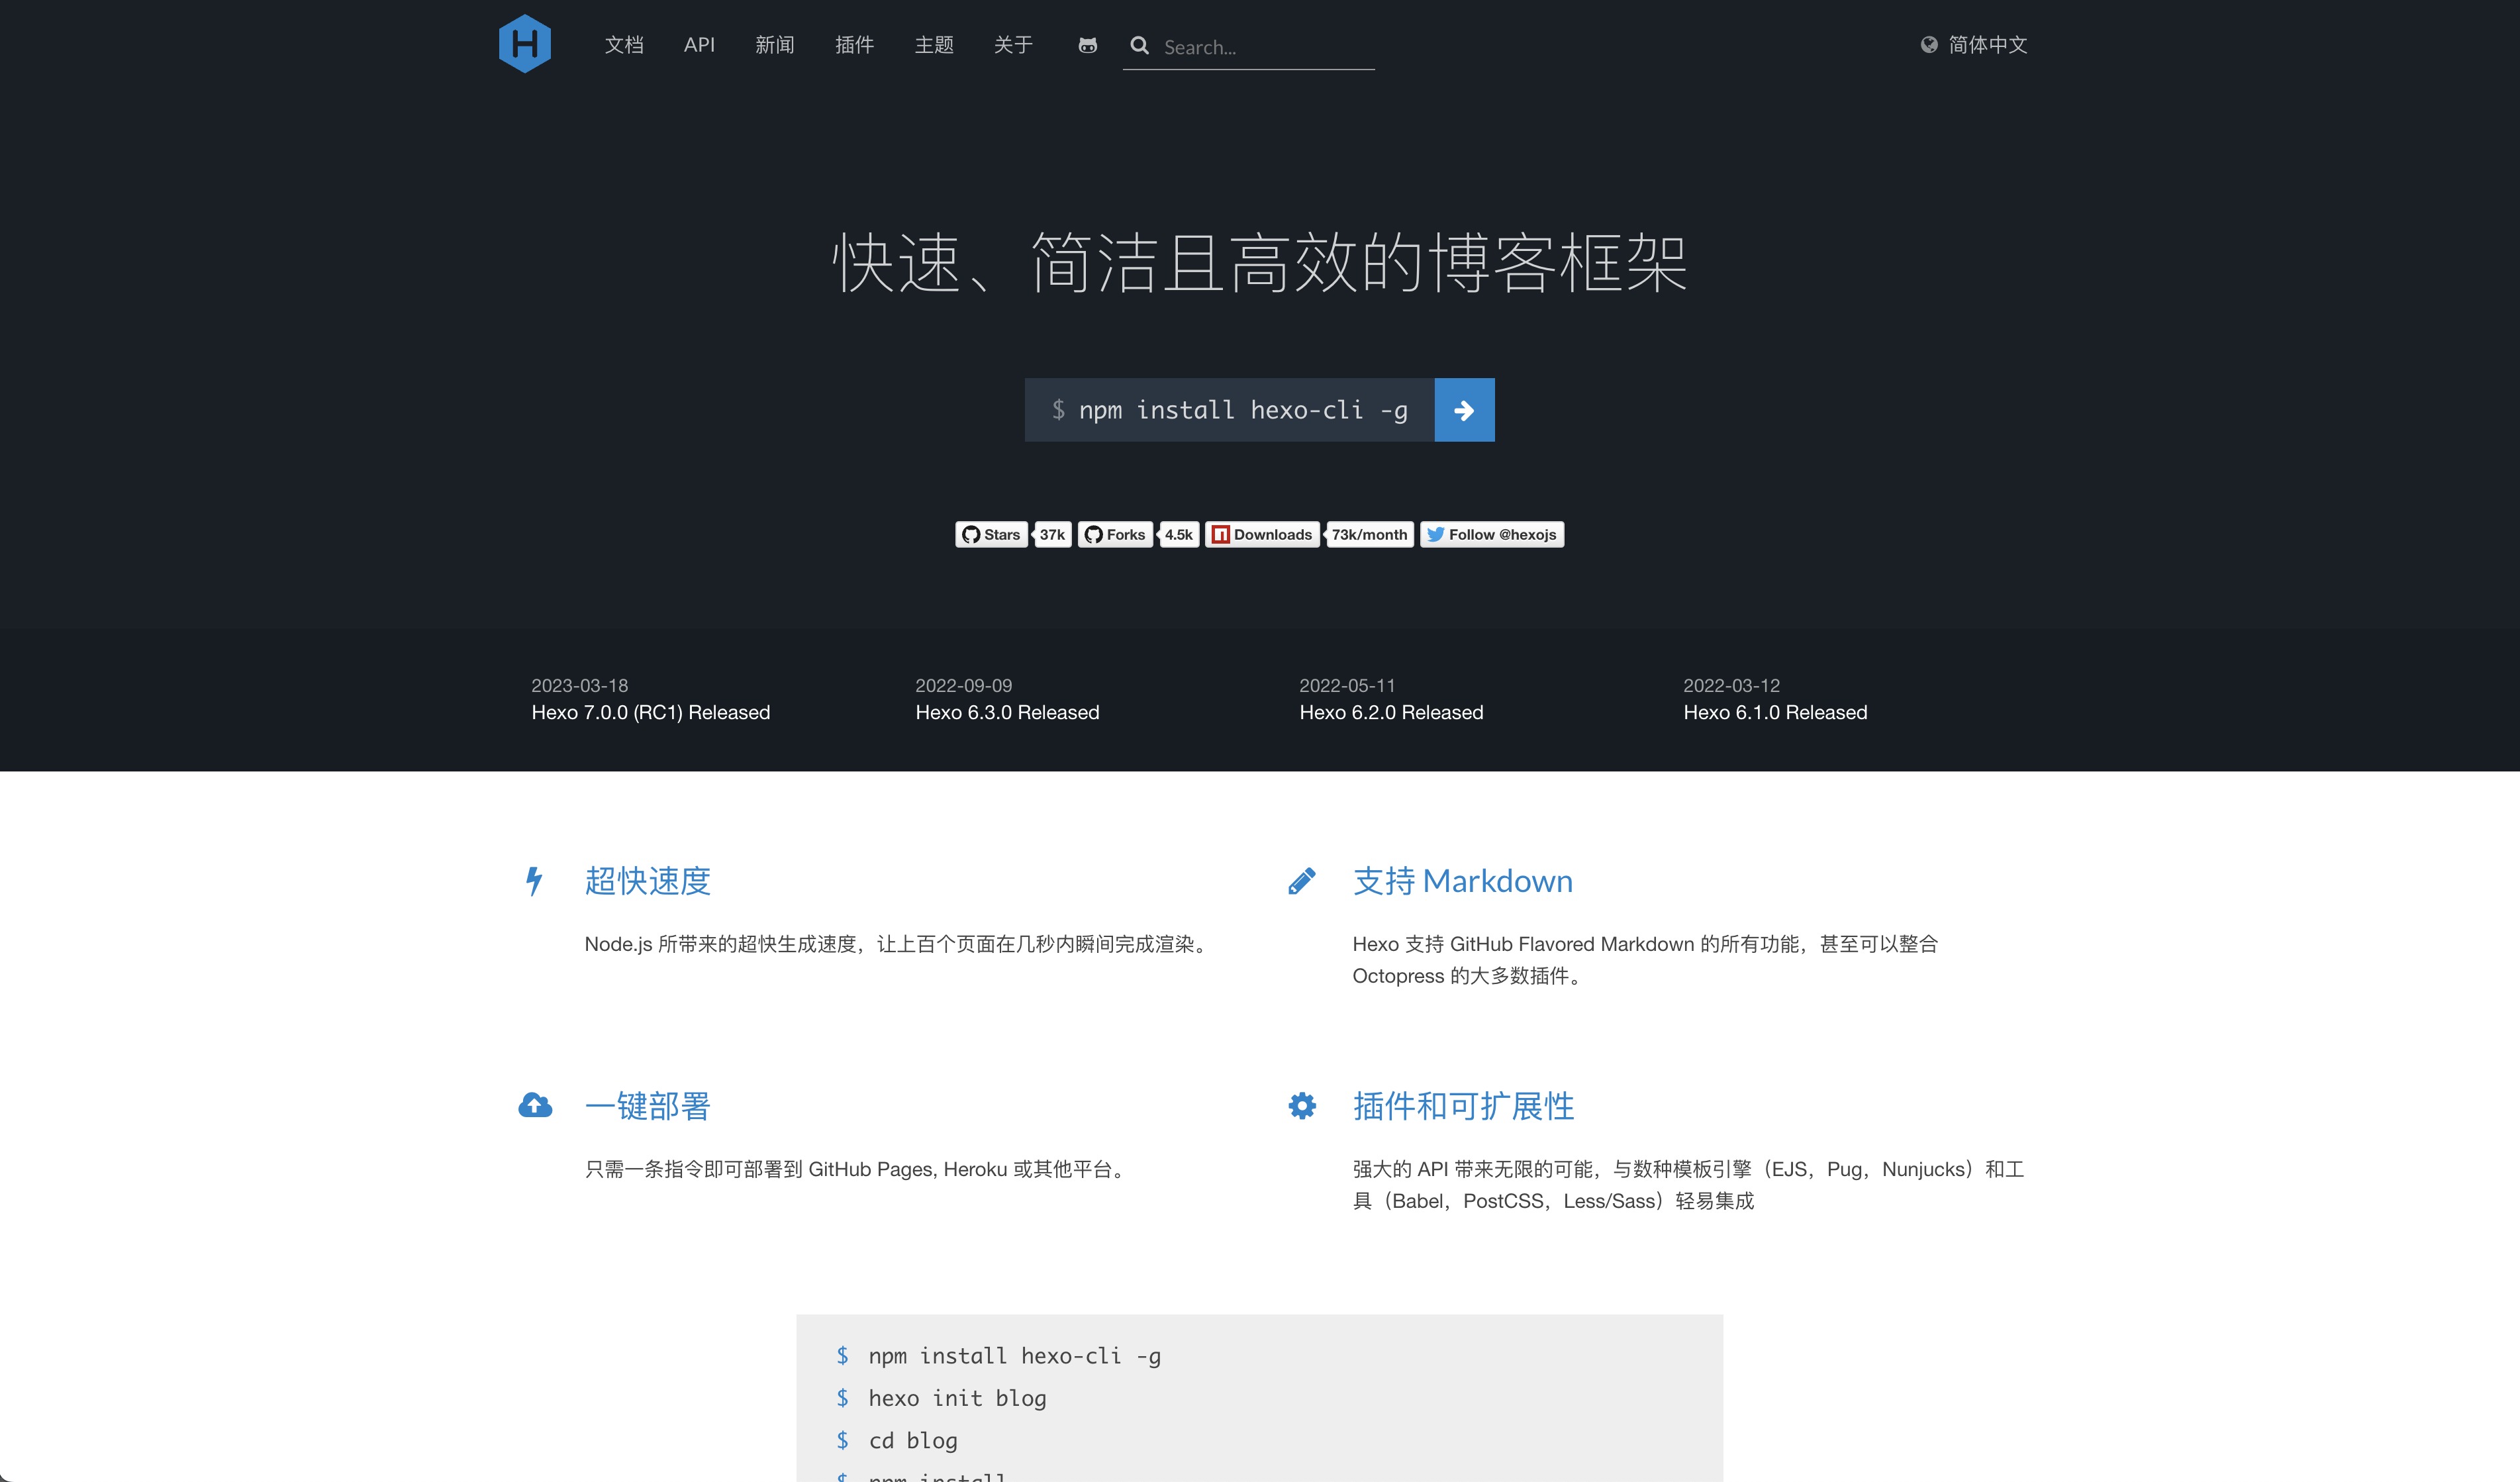 H
文档 API 新闻 插件 主题 关于 Search... 简体中文
快速、简洁且高效的博客框架
$ npm install hexo-cli -g
Stars 37k Forks 4.5k Downloads 73k/month Follow @hexojs
2023-03-18
Hexo 7.0.0 (RC1) Released
2022-09-09
Hexo 6.3.0 Released
2022-05-11
Hexo 6.2.0 Released
2022-03-12
Hexo 6.1.0 Released
超快速度
Node.js 所带来的超快生成速度，让上百个页面在几秒内瞬间完成渲染。
支持 Markdown
Hexo 支持 GitHub Flavored Markdown 的所有功能，甚至可以整合
Octopress 的大多数插件。
一键部署
只需一条指令即可部署到 GitHub Pages, Heroku 或其他平台。
插件和可扩展性
强大的 API 带来无限的可能，与数种模板引擎（EJS，Pug，Nunjucks）和工
具（Babel，PostCSS，Less/Sass）轻易集成
$ npm install hexo-cli -g
$ hexo init blog
$ cd blog
$ npm install